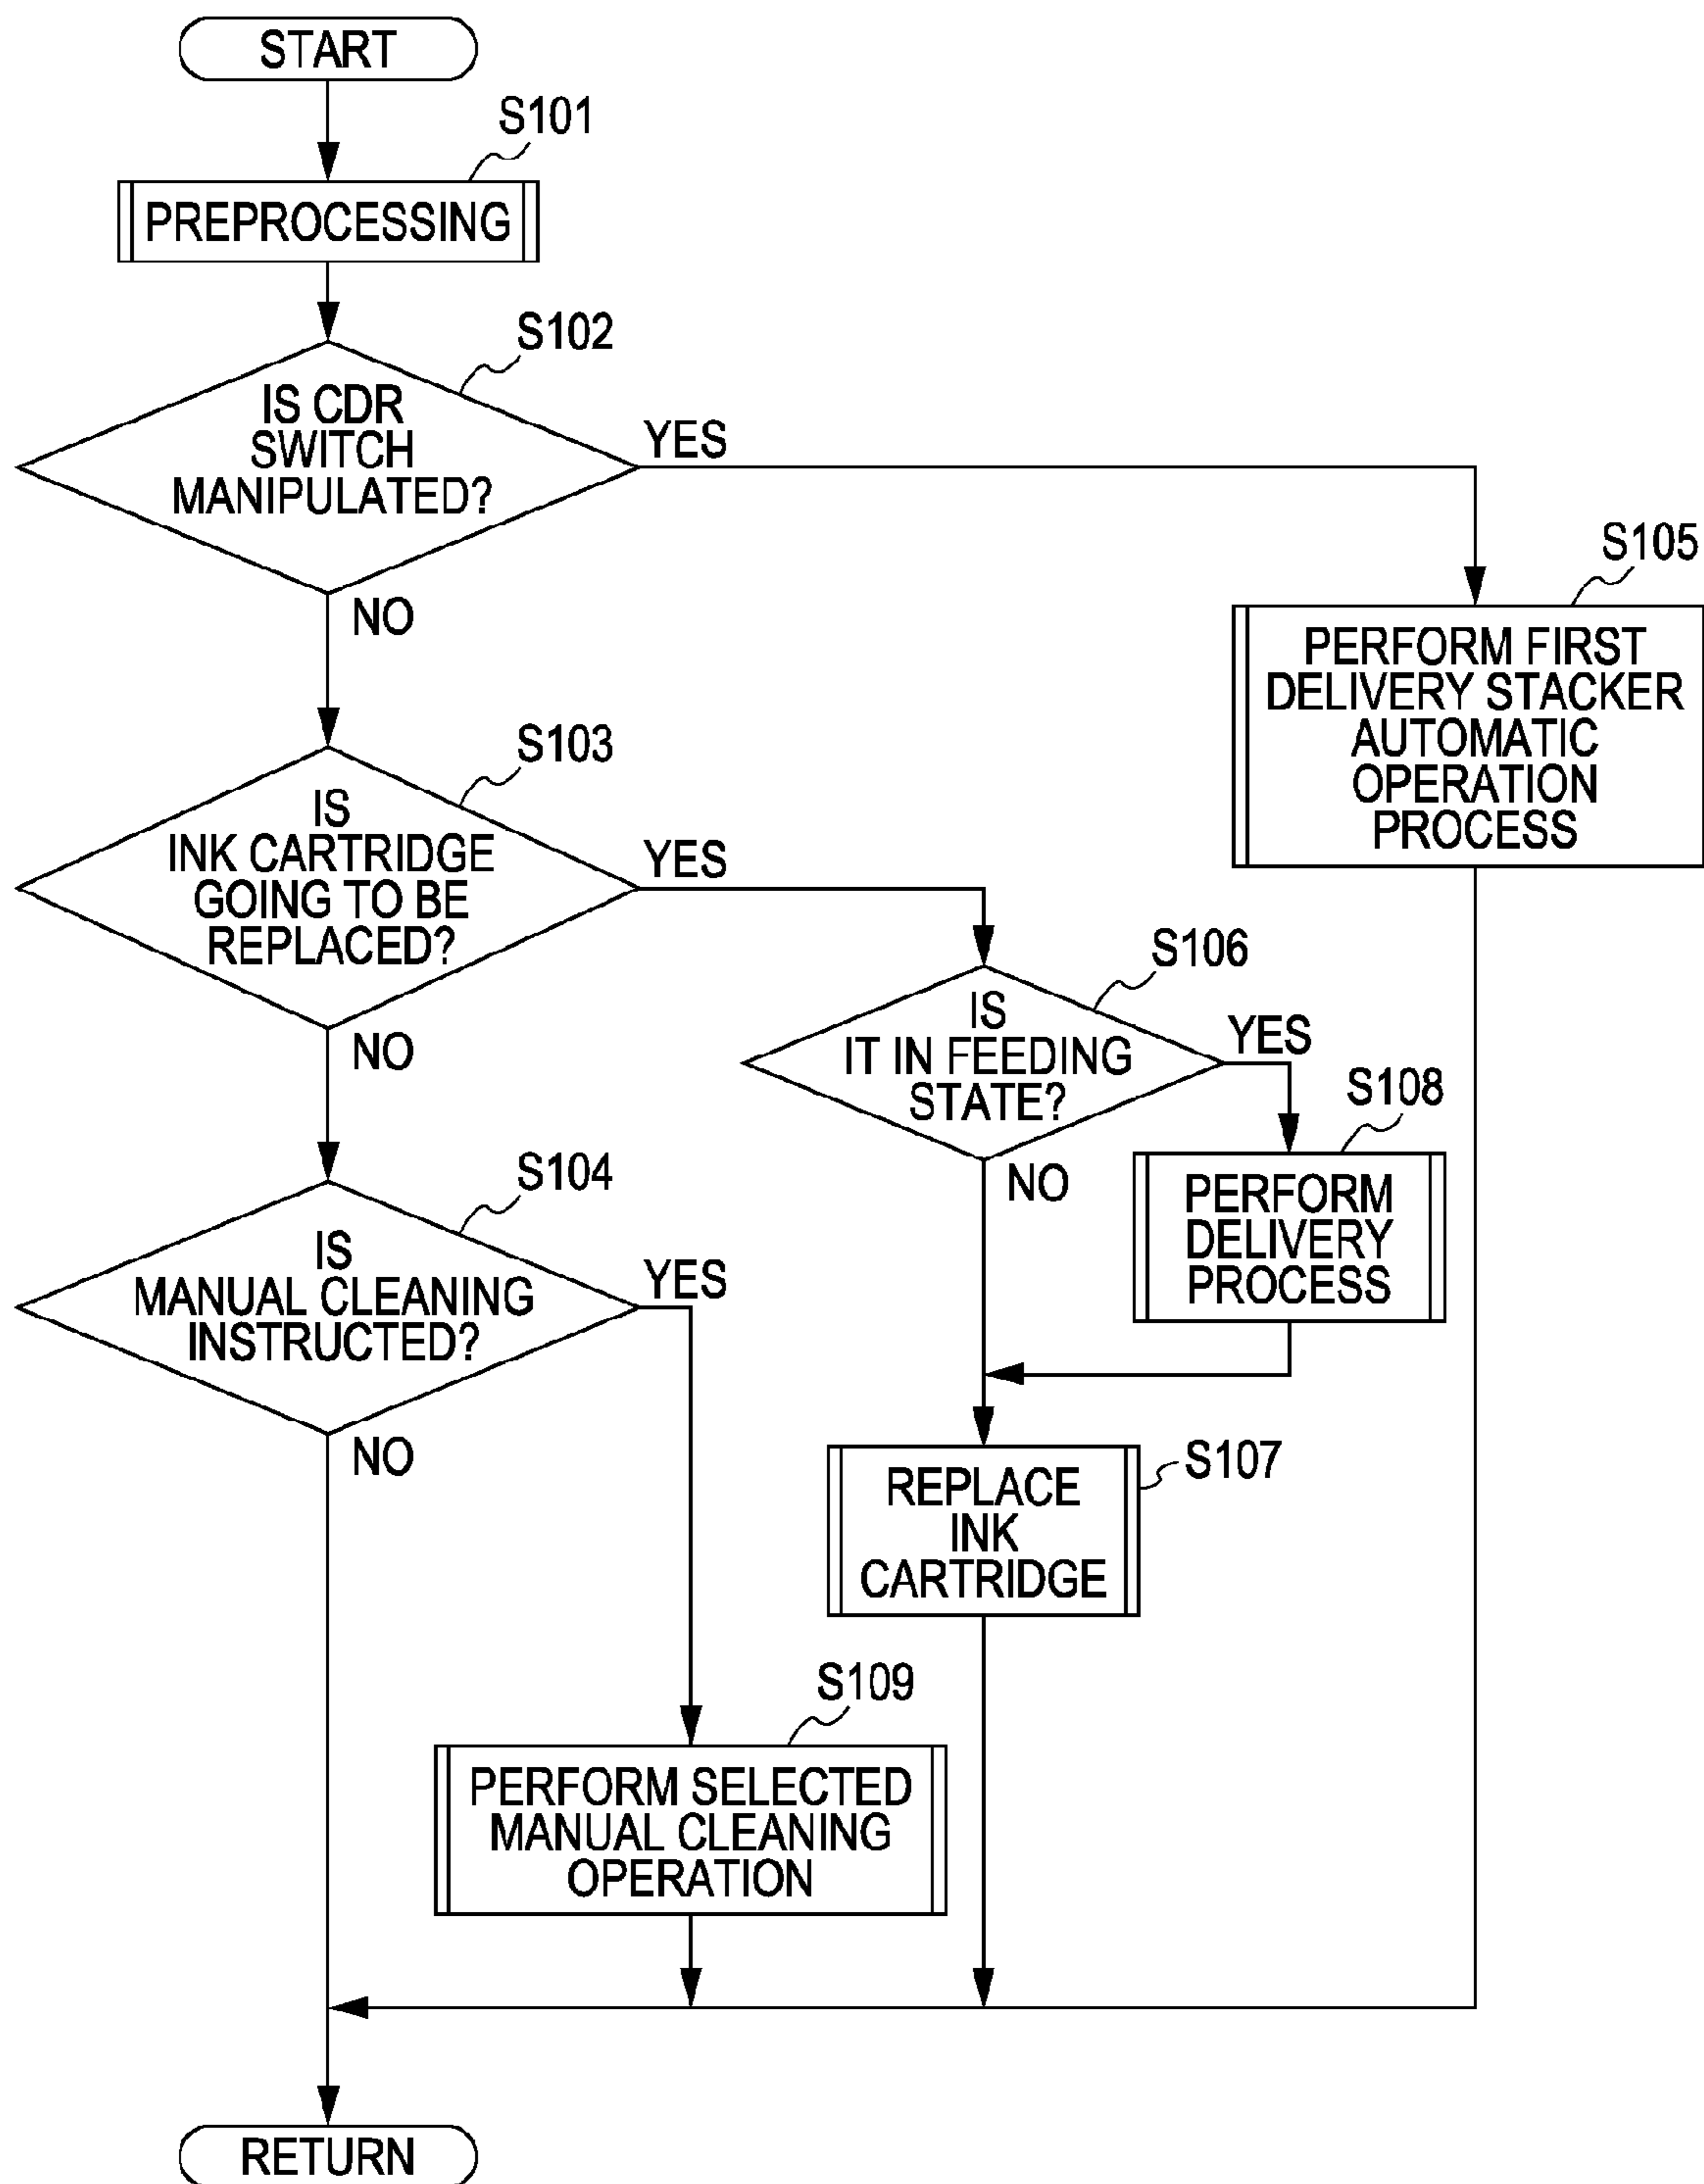 START
S101
PREPROCESSING
S102
IS CDR
SWITCH
MANIPULATED?
YES
NO
S105
PERFORM FIRST
DELIVERY STACKER
AUTOMATIC
OPERATION
PROCESS
S103
IS
INK CARTRIDGE
GOING TO BE
REPLACED?
YES
NO
S106
IS
IT IN FEEDING
STATE?
YES
NO
S108
PERFORM
DELIVERY
PROCESS
S104
IS
MANUAL CLEANING
INSTRUCTED?
YES
NO
S107
REPLACE
INK
CARTRIDGE
S109
PERFORM SELECTED
MANUAL CLEANING
OPERATION
RETURN